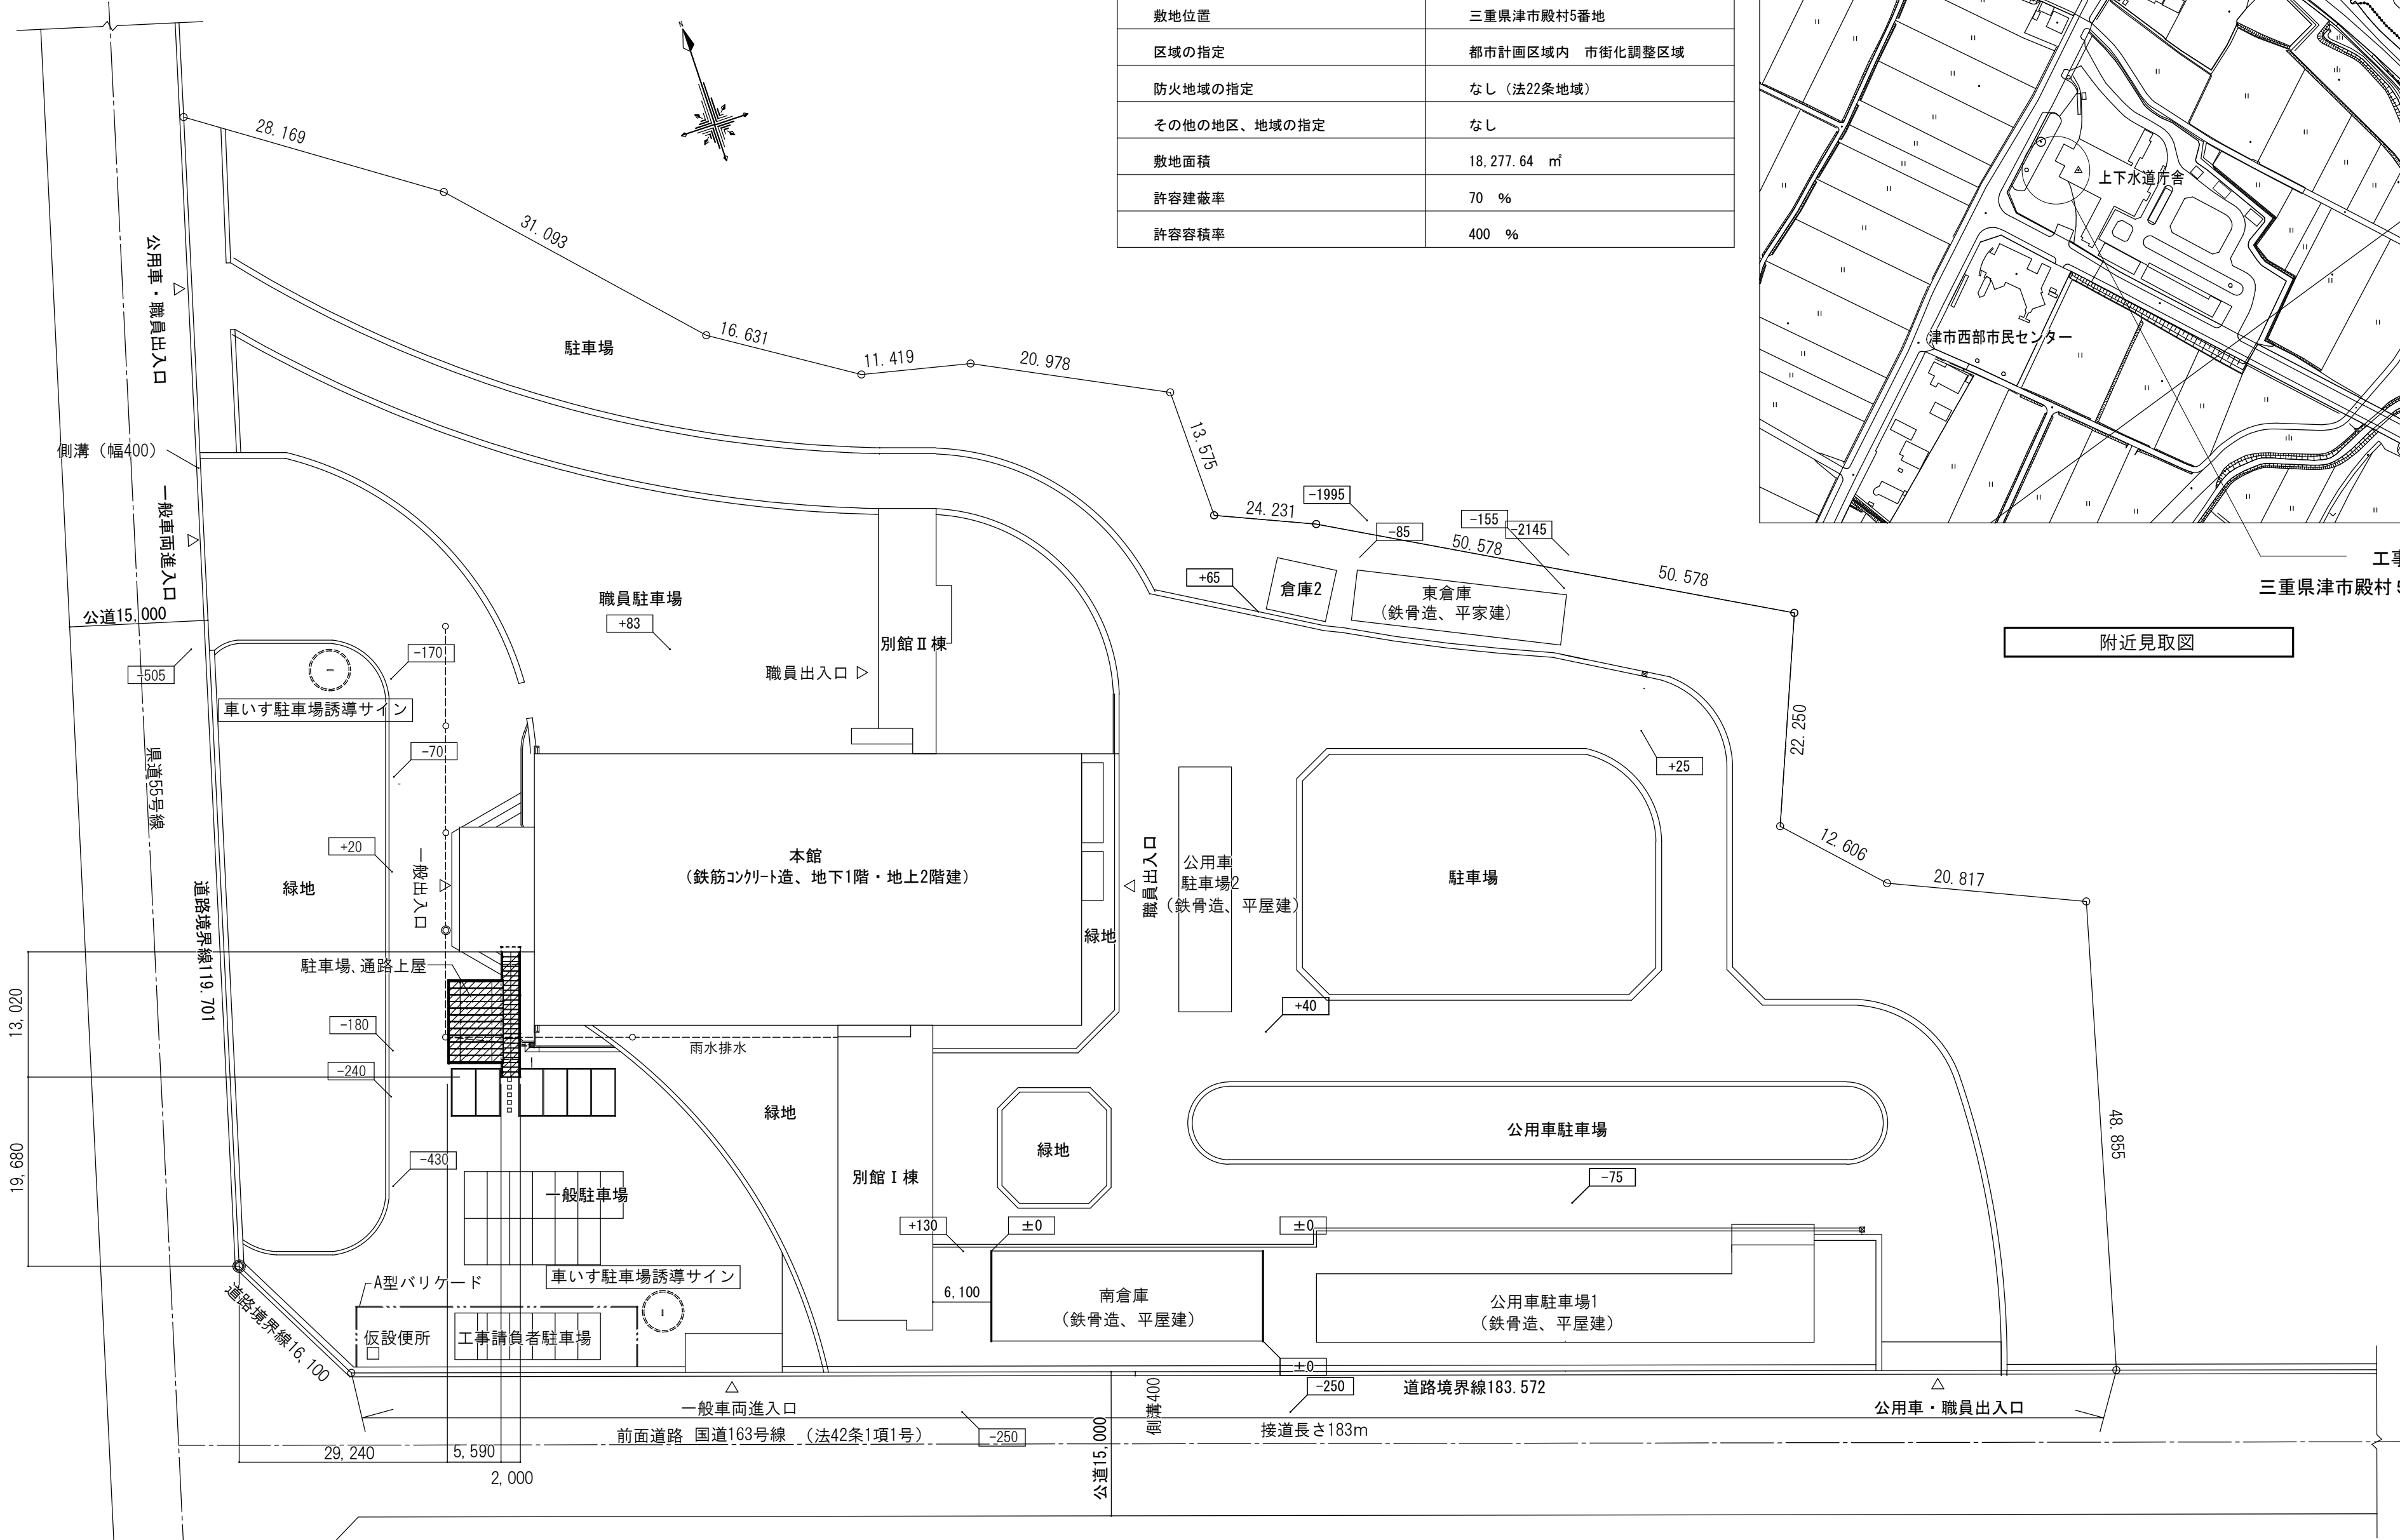 敷地位置 三重県津市殿村5番地
区域の指定 都市計画区域内 市街化調整区域
防火地域の指定 なし（法22条地域）
その他の地区、地域の指定 なし
敷地面積 18,277.64 ㎡
許容建蔽率 70 %
許容容積率 400 %
上下水道庁舎
津市西部市民センター
工事
三重県津市殿村
附近見取図
28.169
31.093
16.631
11.419
20.978
13.575
24.231
50.578
50.578
22.250
12.606
20.817
48.855
-1995
-85
-155
-2145
+65
倉庫2
東倉庫
（鉄骨造、平家建）
公用車・職員出入口
駐車場
側溝（幅400）
一般車両進入口
公道15,000
-505
県道55号線
道路境界線119.701
職員駐車場
+83
別館Ⅱ棟
職員出入口
-170
車いす駐車場誘導サイン
-70
+20
緑地
一般出入口
本館
（鉄筋ｺﾝｸﾘｰﾄ造、地下1階・地上2階建）
職員出入口
公用車
駐車場2
（鉄骨造、平屋建）
緑地
駐車場
+25
+40
駐車場、通路上屋
-180
-240
-430
13,020
19,680
雨水排水
緑地
別館Ⅰ棟
緑地
公用車駐車場
-75
一般駐車場
+130
±0
±0
車いす駐車場誘導サイン
A型バリケード
仮設便所
工事請負者駐車場
6,100
南倉庫
（鉄骨造、平屋建）
公用車駐車場1
（鉄骨造、平屋建）
道路境界線16,100
±0
-250
道路境界線183.572
一般車両進入口
側溝400
公用車・職員出入口
前面道路 国道163号線 （法42条1項1号）
-250
接道長さ183m
29,240
5,590
2,000
公道15,000